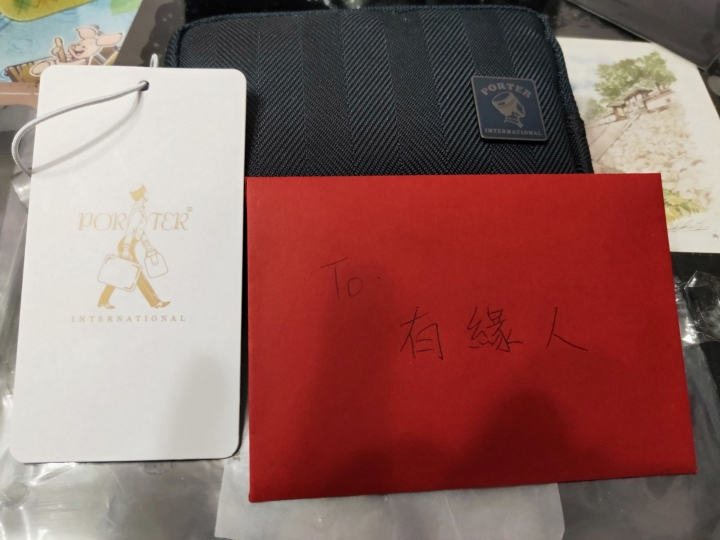 PORTER®
INTERNATIONAL
PORTER
INTERNATIONAL
To.
有緣人